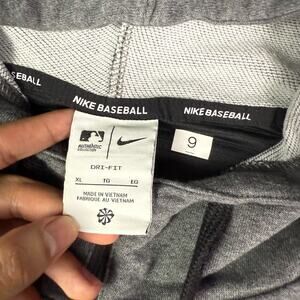 NIKE BASEBALL
NIKE BASEBALL
AUTHENTIC
COLLECTION
DRI-FIT
XL TG EG
MADE IN VIETNAM
FABRIQUÉ AU VIETNAM
9